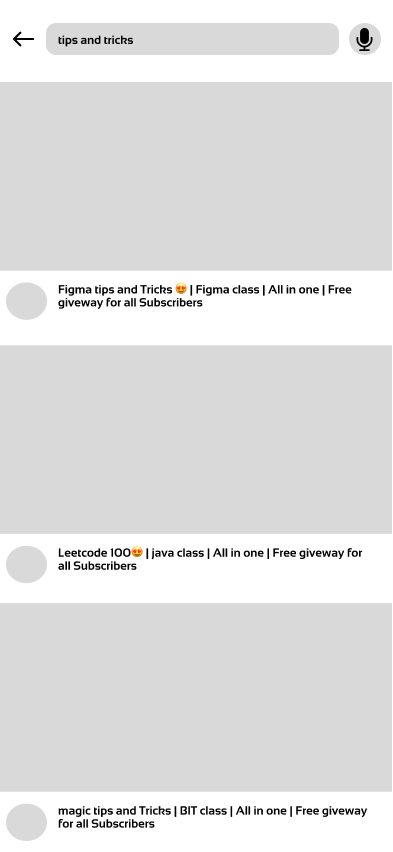 tips and tricks
Figma tips and Tricks 😍 | Figma class | All in one | Free
giveway for all Subscribers
Leetcode 100😍 | java class | All in one | Free giveway for
all Subscribers
magic tips and Tricks | BIT class | All in one | Free giveway
for all Subscribers